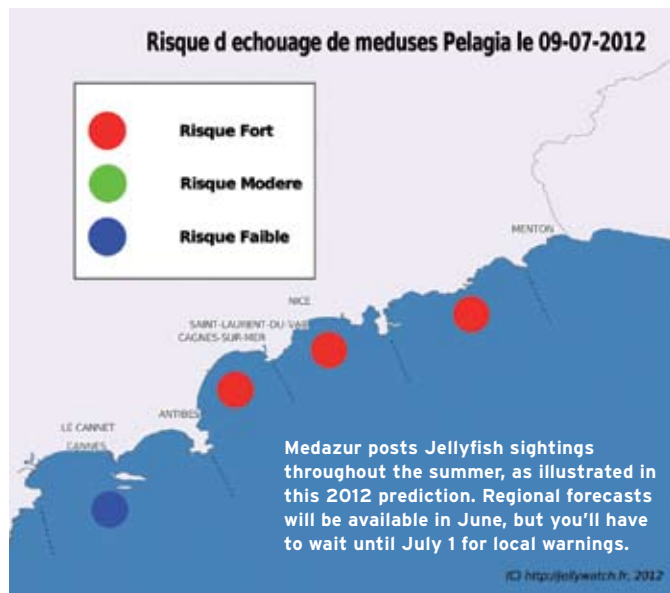 Risque d echouage de meduses Pelagia le 09-07-2012
Risque Fort
Risque Modere
Risque Faible
MENTON
NICE
SAINT-LAURENT-DU-VAR
CAGNES-SUR-MER
ANTIBES
LE CANNET
CANNES
Medazur posts Jellyfish sightings
throughout the summer, as illustrated in
this 2012 prediction. Regional forecasts
will be available in June, but you'll have
to wait until July 1 for local warnings.
(C) http://jellywatch.fr, 2012